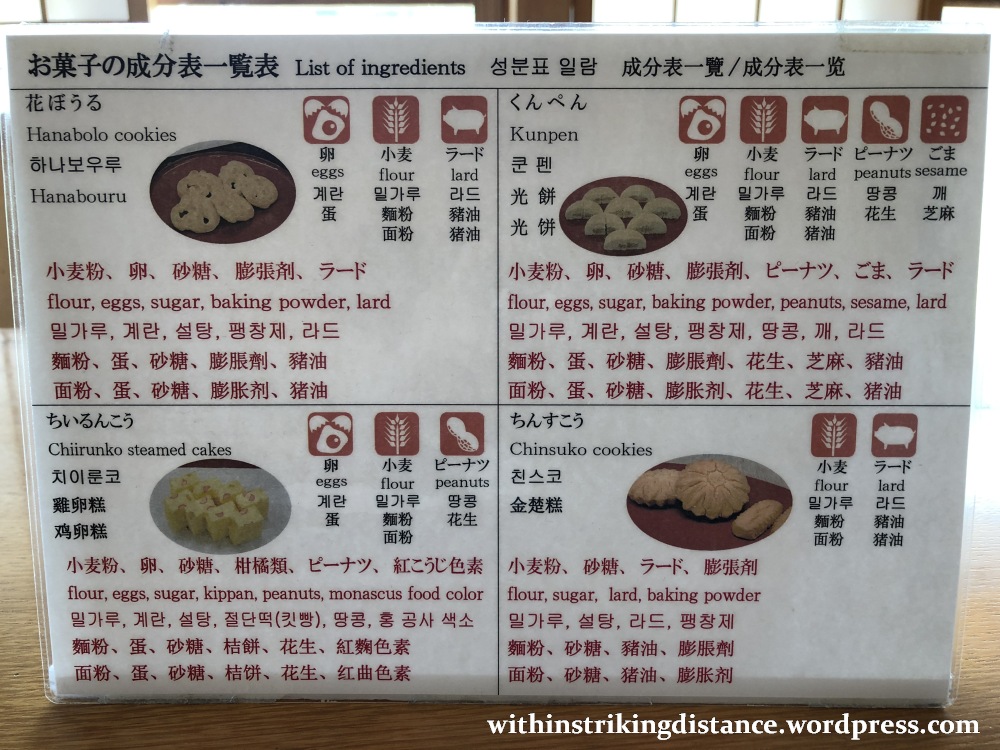 お菓子の成分表一覧表 List of ingredients 성분표 일람 成分表一覽/成分表一览
花ぼうる
Hanabolo cookies
하나보우루
Hanabouru
卵 小麦 ラード
eggs flour lard
계란 밀가루 라드
蛋 麵粉 豬油
面粉 猪油
小麦粉、卵、砂糖、膨張剤、ラード
flour, eggs, sugar, baking powder, lard
밀가루, 계란, 설탕, 팽창제, 라드
麵粉、蛋、砂糖、膨脹劑、豬油
面粉、蛋、砂糖、膨胀剂、猪油
くんぺん
Kunpen
쿤 펜
光 餅
光 饼
卵 小麦 ラード ピーナツ ごま
eggs flour lard peanuts sesame
계란 밀가루 라드 땅콩 깨
蛋 麵粉 豬油 花生 芝麻
面粉 猪油
小麦粉、卵、砂糖、膨張剤、ピーナツ、ごま、ラード
flour, eggs, sugar, baking powder, peanuts, sesame, lard
밀가루, 계란, 설탕, 팽창제, 땅콩, 깨, 라드
麵粉、蛋、砂糖、膨脹劑、花生、芝麻、豬油
面粉、蛋、砂糖、膨胀剂、花生、芝麻、猪油
ちいるんこう
Chiirunko steamed cakes
치이룬코
雞卵糕
鸡卵糕
卵 小麦 ピーナツ
eggs flour peanuts
계란 밀가루 땅콩
蛋 麵粉 花生
面粉
小麦粉、卵、砂糖、柑橘類、ピーナツ、紅こうじ色素
flour, eggs, sugar, kippan, peanuts, monascus food color
밀가루, 계란, 설탕, 절단떡(킷빵), 땅콩, 홍 공사 색소
麵粉、蛋、砂糖、桔餅、花生、紅麴色素
面粉、蛋、砂糖、桔饼、花生、红曲色素
ちんすこう
Chinsuko cookies
친스코
金楚糕
小麦 ラード
flour lard
밀가루 라드
麵粉 豬油
面粉 猪油
小麦粉、砂糖、ラード、膨張剤
flour, sugar, lard, baking powder
밀가루, 설탕, 라드, 팽창제
麵粉、砂糖、豬油、膨脹劑
面粉、砂糖、猪油、膨胀剂
withinstrikingdistance.wordpress.com